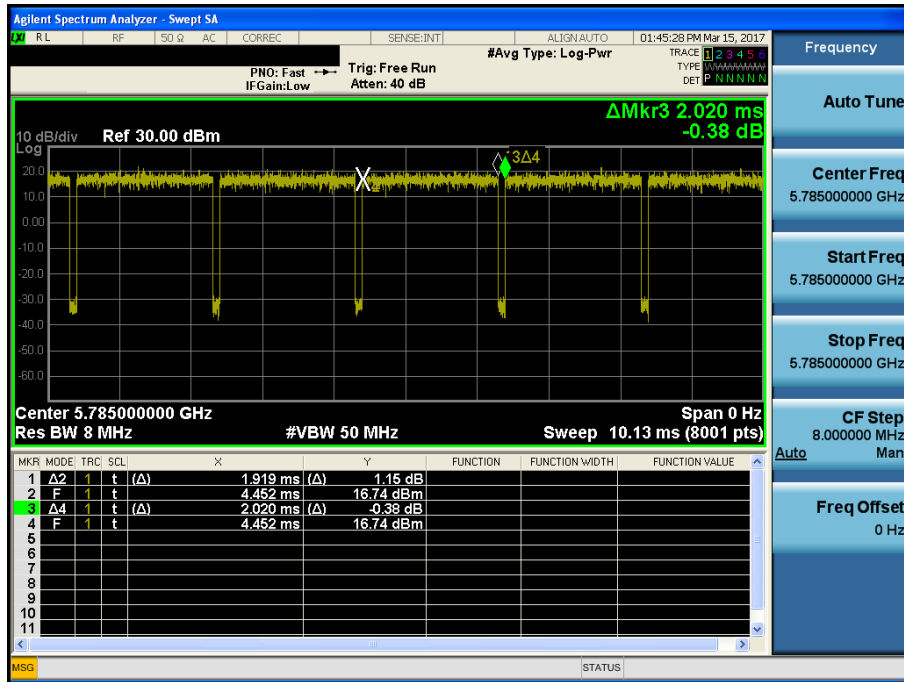 Agilent Spectrum Analyzer - Swept SA
LXI RL RF 50 Ω AC CORREC SENSE:INT ALIGN AUTO 01:45:28 PM Mar 15, 2017
#Avg Type: Log-Pwr TRACE 1 2 3 4 5 6
PNO: Fast Trig: Free Run TYPE WWWWWW
IFGain:Low Atten: 40 dB DET P N N N N N
Frequency
ΔMkr3 2.020 ms
-0.38 dB
10 dB/div Ref 30.00 dBm
Log
3Δ4
20.0
10.0
0.00
-10.0
-20.0
-30.0
-40.0
-50.0
-60.0
Center 5.785000000 GHz Span 0 Hz
Res BW 8 MHz #VBW 50 MHz Sweep 10.13 ms (8001 pts)
MKR MODE TRC SCL X Y FUNCTION FUNCTION WIDTH FUNCTION VALUE
1 Δ2 1 t (Δ) 1.919 ms (Δ) 1.15 dB
2 F 1 t 4.452 ms 16.74 dBm
3 Δ4 1 t (Δ) 2.020 ms (Δ) -0.38 dB
4 F 1 t 4.452 ms 16.74 dBm
5
6
7
8
9
10
11
MSG STATUS
Auto Tune
Center Freq
5.785000000 GHz
Start Freq
5.785000000 GHz
Stop Freq
5.785000000 GHz
CF Step
8.000000 MHz
Auto Man
Freq Offset
0 Hz